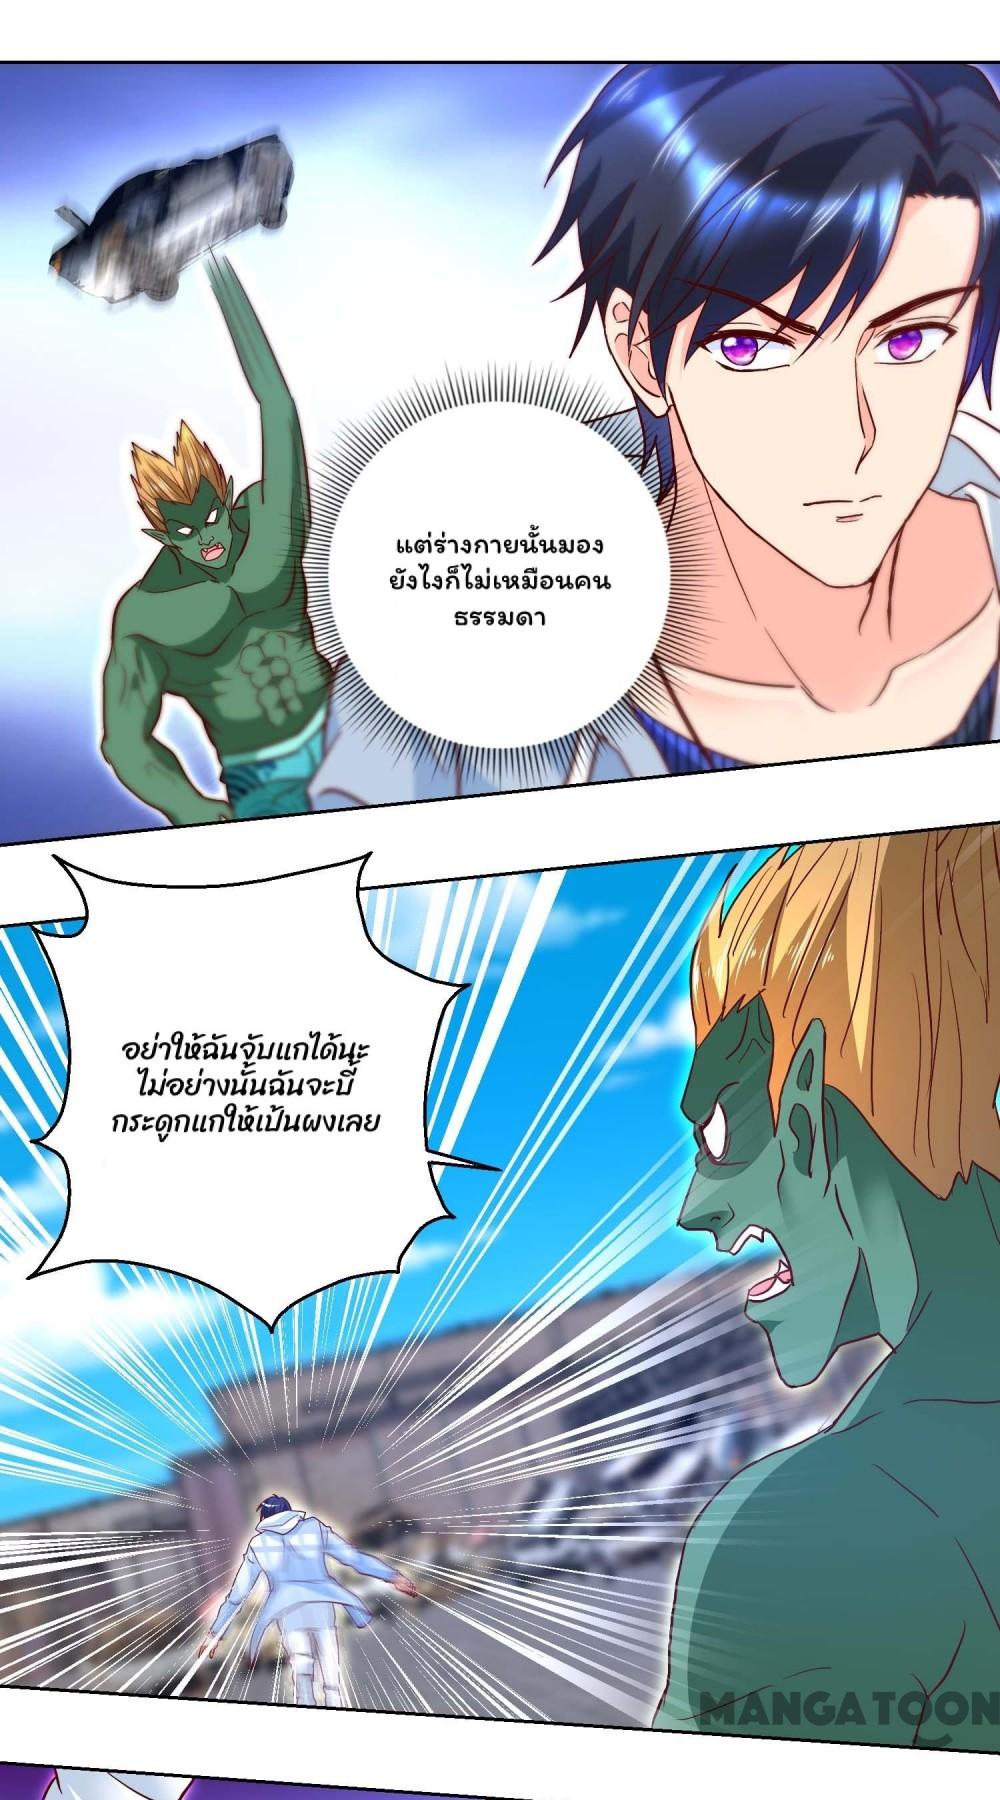 แต่ร่างกายนั้นมอง
ยังไงก็ไม่เหมือนคน
ธรรมดา
อย่าให้ฉันจับแกได้นะ
ไม่อย่างนั้นฉันจะบี้
กระดูกแกให้เป็นผงเลย
MANGATOON